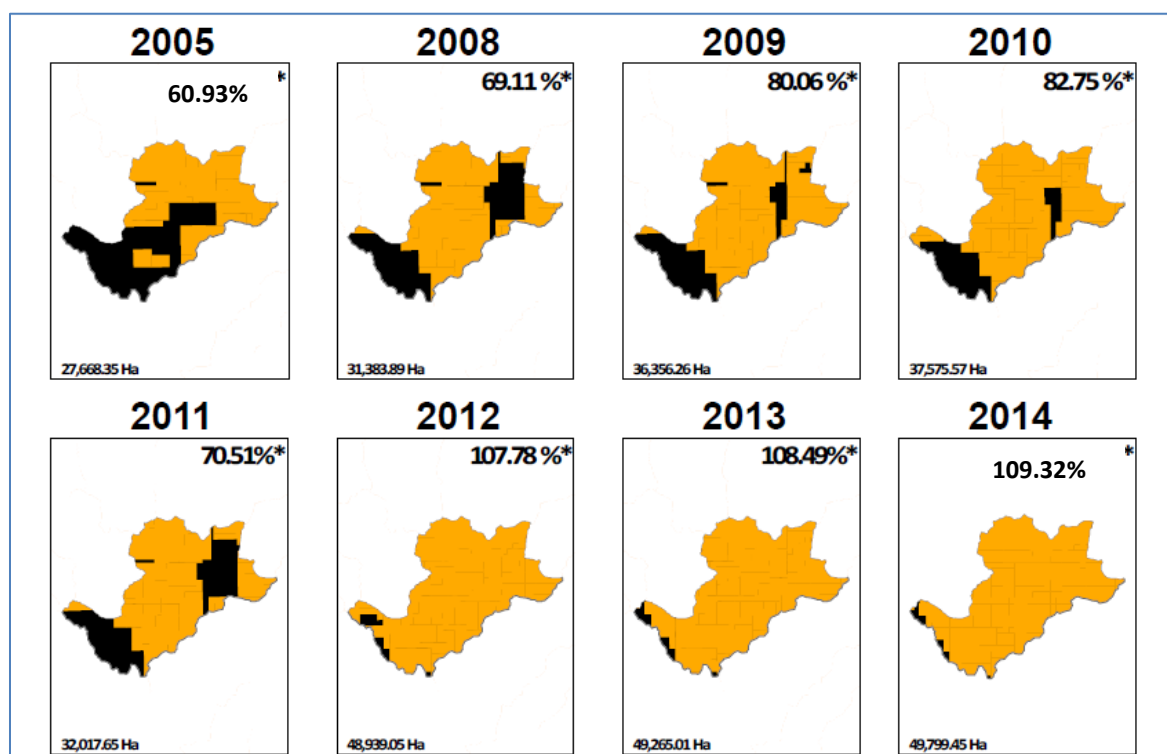 2005 2008 2009 2010
*
60.93%
69.11 %*
80.06 %*
82.75 %*
27,668.35 Ha
31,383.89 Ha
36,356.26 Ha
37,575.57 Ha
2011 2012 2013 2014
70.51%*
107.78 %*
108.49%*
*
109.32%
32,017.65 Ha
48,939.05 Ha
49,265.01 Ha
49,799.45 Ha